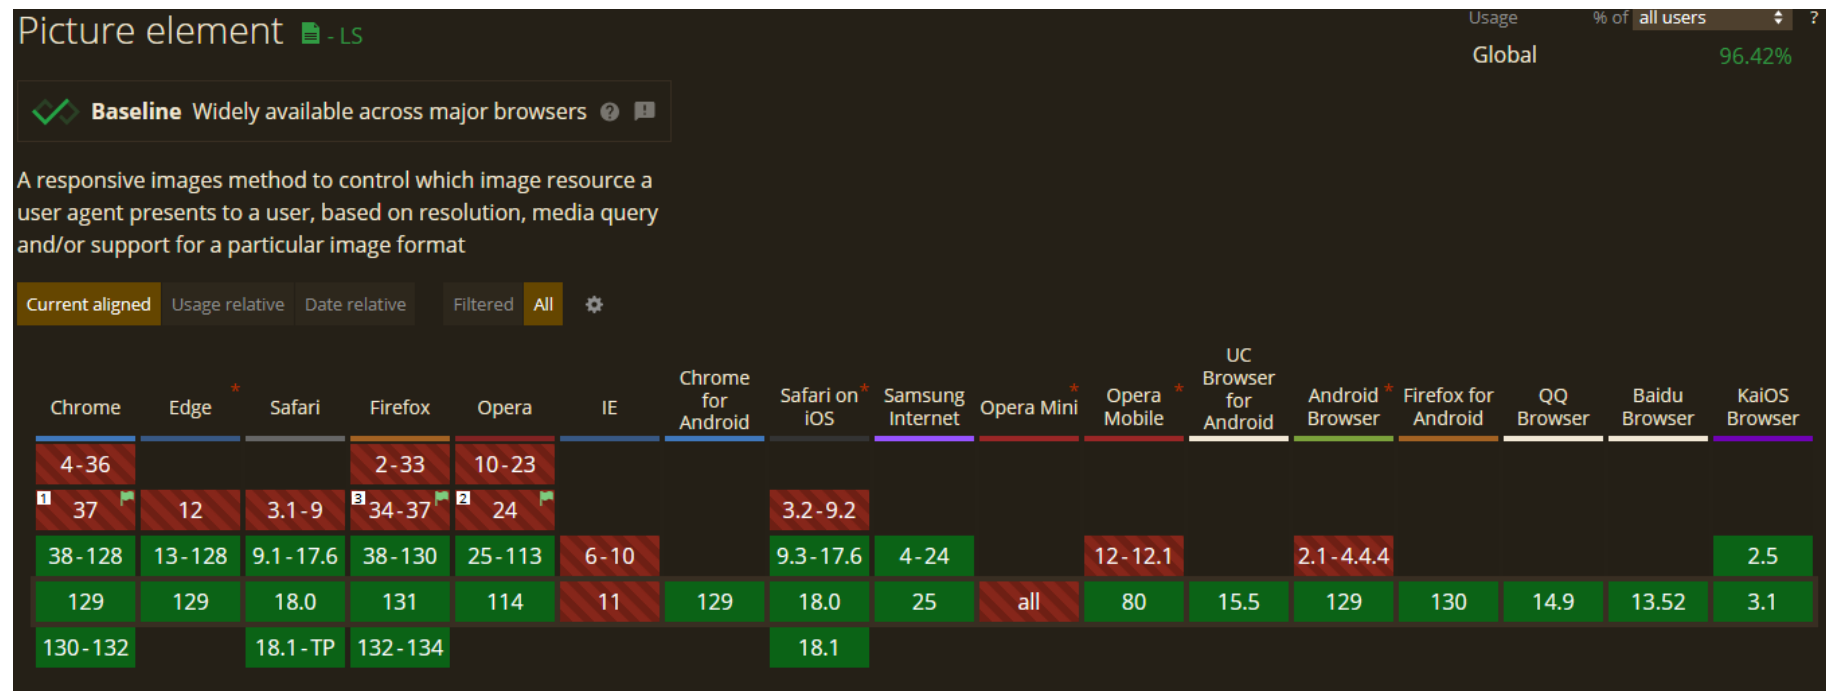 Picture element - LS
Usage % of all users ?
Global 96.42%
Baseline Widely available across major browsers ? !
A responsive images method to control which image resource a
user agent presents to a user, based on resolution, media query
and/or support for a particular image format
Current aligned Usage relative Date relative Filtered All
Chrome Edge * Safari Firefox Opera IE Chrome for Android Safari on iOS * Samsung Internet Opera Mini * Opera Mobile * UC Browser for Android Android Browser * Firefox for Android QQ Browser Baidu Browser KaiOS Browser
4-36 2-33 10-23
1 37 12 3.1-9 3 34-37 2 24 3.2-9.2
38-128 13-128 9.1-17.6 38-130 25-113 6-10 9.3-17.6 4-24 12-12.1 2.1-4.4.4 2.5
129 129 18.0 131 114 11 129 18.0 25 all 80 15.5 129 130 14.9 13.52 3.1
130-132 18.1-TP 132-134 18.1